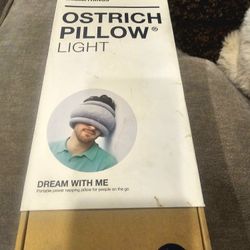 OSTRICH
PILLOW®
LIGHT
DREAM WITH ME
Portable power napping pillow for people on the go